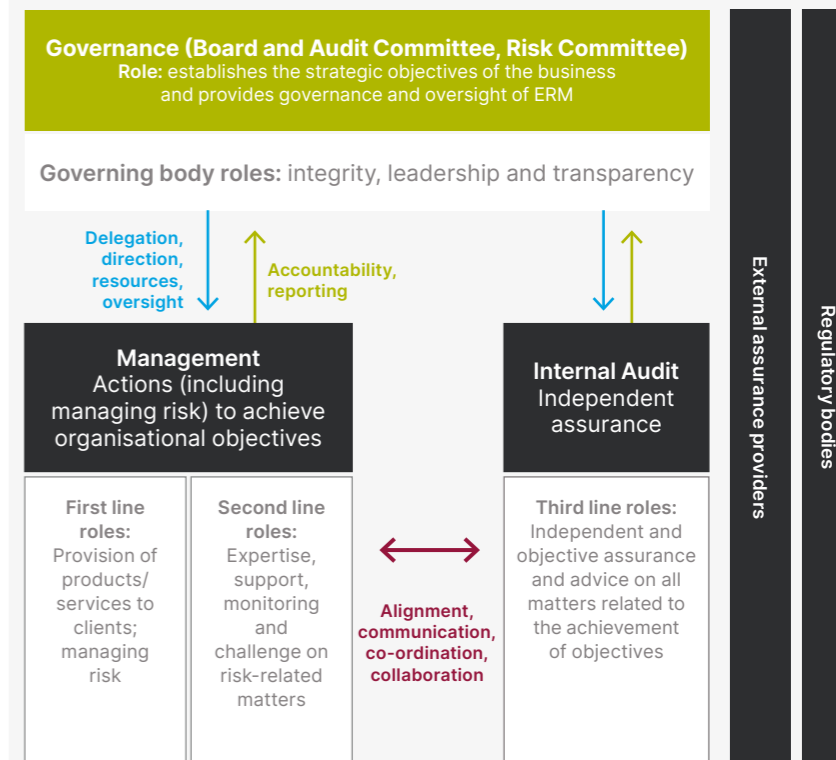 Governance (Board and Audit Committee, Risk Committee)
Role: establishes the strategic objectives of the business
and provides governance and oversight of ERM
Governing body roles: integrity, leadership and transparency
Delegation,
direction,
resources,
oversight
Accountability,
reporting
Management
Actions (including
managing risk) to achieve
organisational objectives
Internal Audit
Independent
assurance
First line
roles:
Provision of
products/
services to
clients;
managing
risk
Second line
roles:
Expertise,
support,
monitoring
and
challenge on
risk-related
matters
Alignment,
communication,
co-ordination,
collaboration
Third line roles:
Independent and
objective assurance
and advice on all
matters related to
the achievement
of objectives
External assurance providers
Regulatory bodies